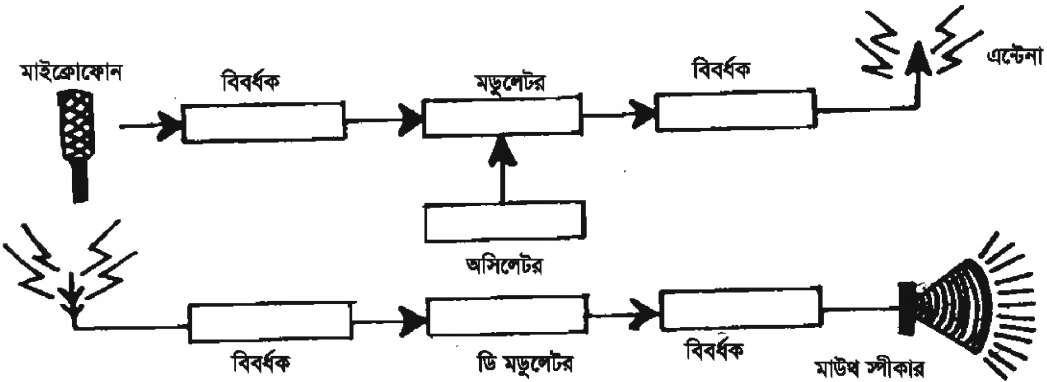 মাইক্রোফোন
বিবর্ধক
মডুলেটর
বিবর্ধক
এন্টেনা
অসিলেটর
বিবর্ধক
ডি মডুলেটর
বিবর্ধক
মাউথ স্পীকার